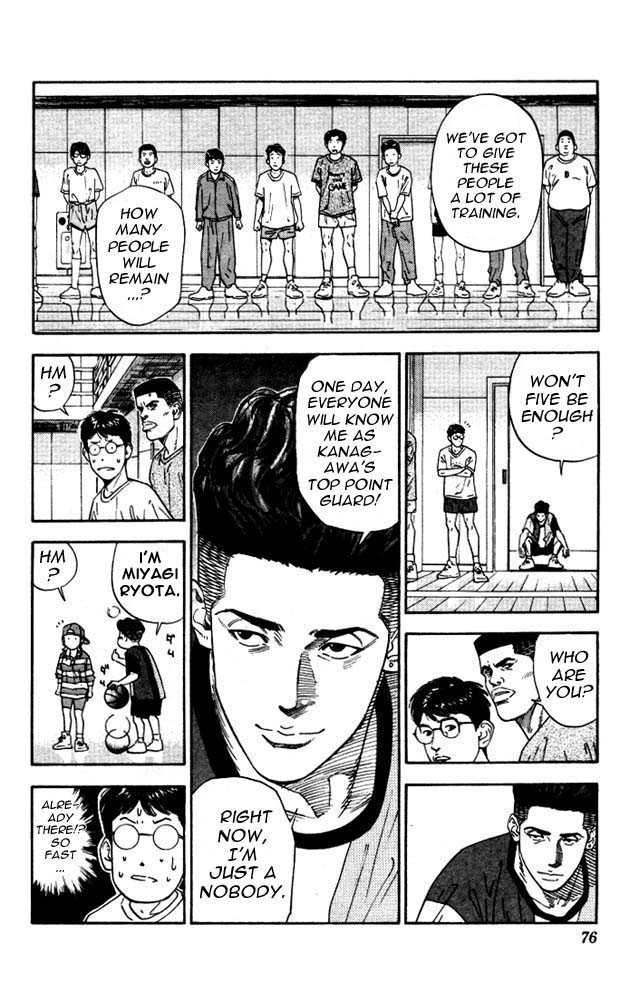 WE'VE GOT
TO GIVE
THESE
PEOPLE
A LOT OF
TRAINING.
HOW
MANY
PEOPLE
WILL
REMAIN
...?
WON'T
FIVE BE
ENOUGH
?
WHO
ARE
YOU?
ONE DAY,
EVERYONE
WILL KNOW
ME AS
KANAG-
AWA'S
TOP POINT
GUARD!
RIGHT
NOW,
I'M
JUST A
NOBODY.
HM
?
I'M
MIYAGI
RYOTA.
HM
?
ALRE-
ADY
THERE!?
SO
FAST
...
76